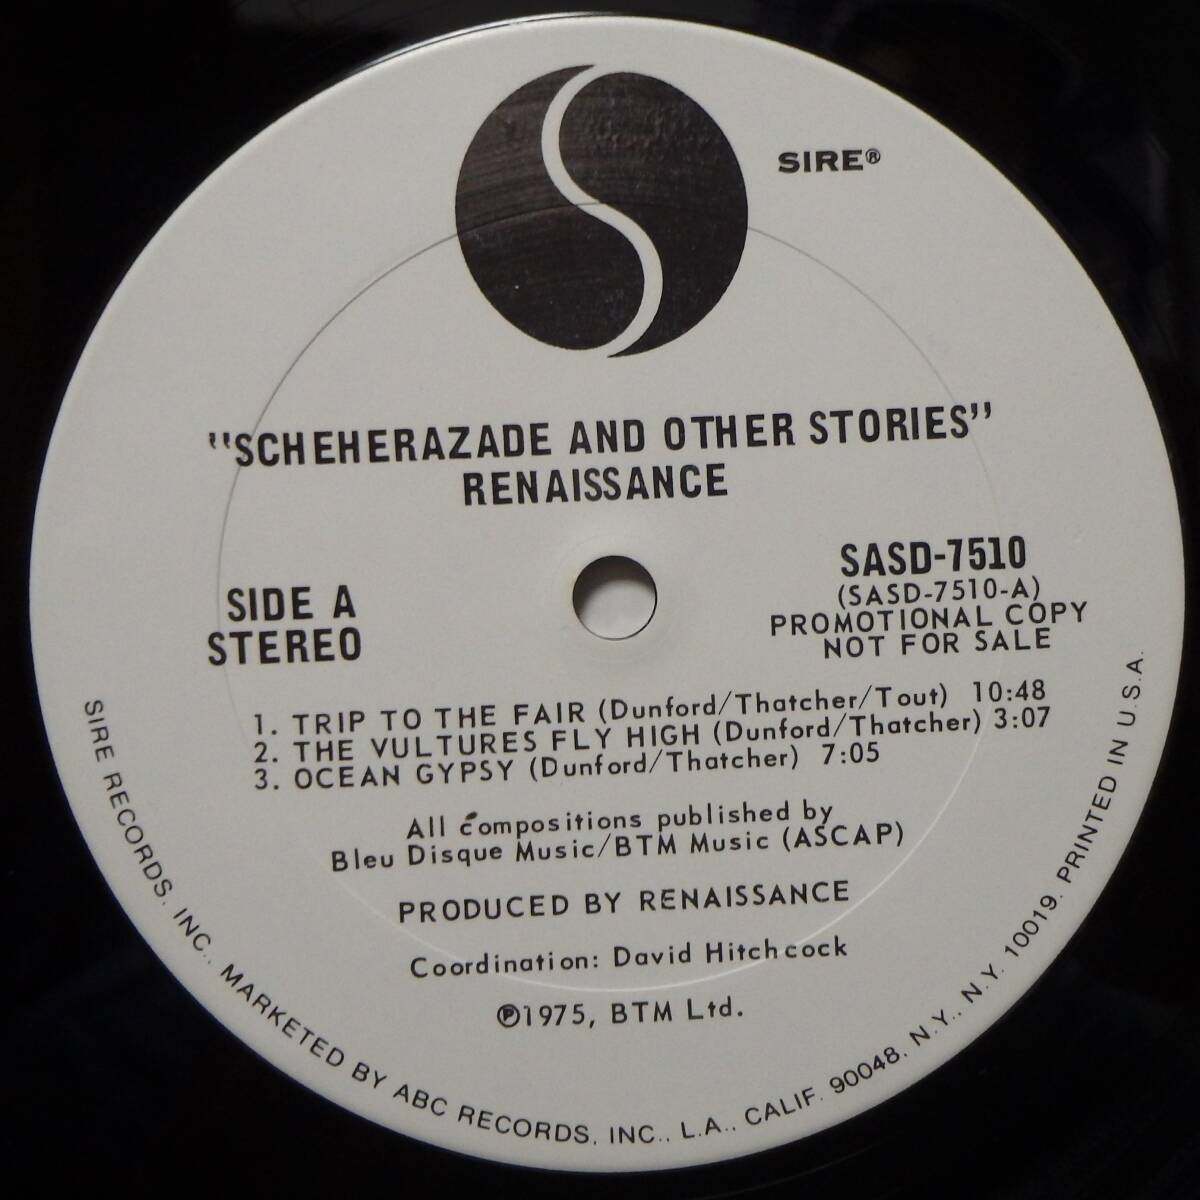 SIRE®
"SCHEHERAZADE AND OTHER STORIES"
RENAISSANCE
SIDE A
STEREO
SASD-7510
(SASD-7510-A)
PROMOTIONAL COPY
NOT FOR SALE
1. TRIP TO THE FAIR (Dunford/Thatcher/Tout) 10:48
2. THE VULTURES FLY HIGH (Dunford/Thatcher) 3:07
3. OCEAN GYPSY (Dunford/Thatcher) 7:05
All compositions published by
Bleu Disque Music/BTM Music (ASCAP)
PRODUCED BY RENAISSANCE
Coordination: David Hitchcock
℗1975, BTM Ltd.
SIRE RECORDS, INC., MARKETED BY ABC RECORDS, INC., L.A., CALIF. 90048, N.Y., N.Y. 10019. PRINTED IN U.S.A.